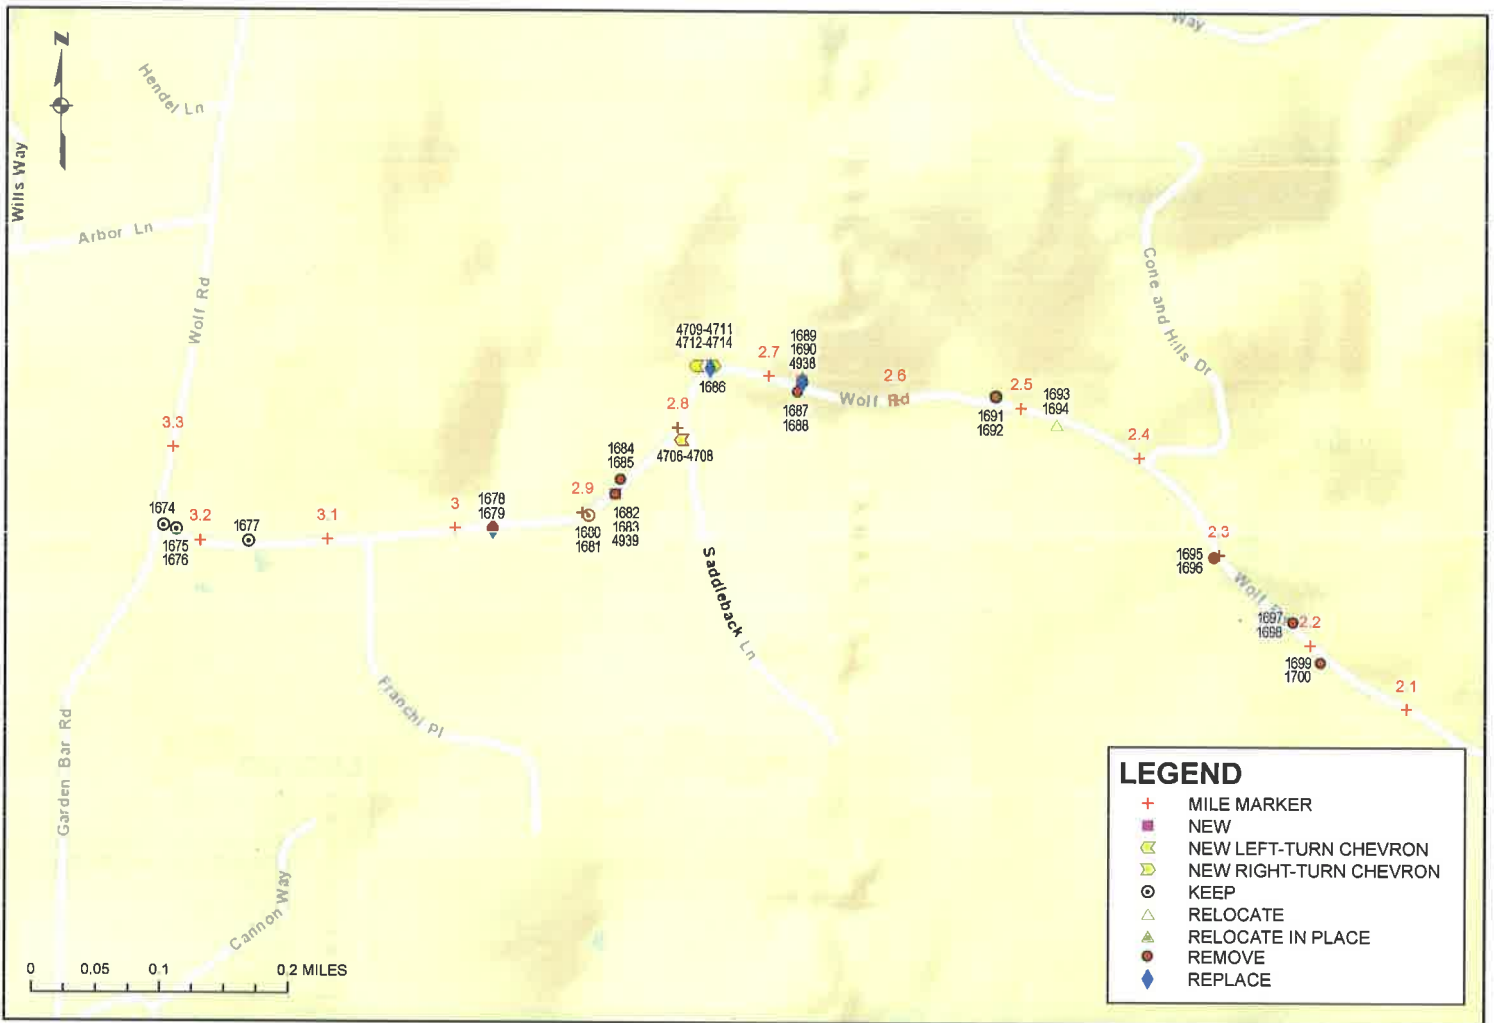 Way
N
Hendel Ln
Wills Way
Arbor Ln
Wolf Rd
Cone and Hills Dr
4709-4711
4712-4714
1686
2.7
1689
1690
4938
1687
1688
Wolf Rd
2.6
1691
1692
2.5
1693
1694
2.4
2.8
4706-4708
3.3
1684
1685
2.9
1682
1683
4939
1680
1681
3
1678
1679
3.1
1677
3.2
1674
1675
1676
2.3
1695
1696
Wolf Rd
1697
1698
2.2
1699
1700
2.1
Saddleback Ln
Franchi Pl
Garden Bar Rd
Cannon Way
0 0.05 0.1 0.2 MILES
LEGEND
MILE MARKER
NEW
NEW LEFT-TURN CHEVRON
NEW RIGHT-TURN CHEVRON
KEEP
RELOCATE
RELOCATE IN PLACE
REMOVE
REPLACE